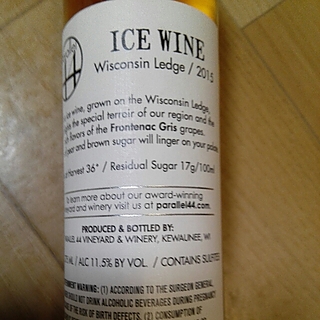 44
ICE WINE
Wisconsin Ledge / 2015
ice wine, grown on the Wisconsin Ledge,
the special terroir of our region and the
flavors of the Frontenac Gris grapes.
and brown sugar will linger on your palate.
Harvest 36° / Residual Sugar 17g/100ml
To learn more about our award-winning
vineyard and winery visit us at parallel44.com.
PRODUCED & BOTTLED BY:
PARALLEL 44 VINEYARD & WINERY, KEWAUNEE, WI
/ ALC 11.5% BY VOL. / CONTAINS SULFITES
WARNING: (1) ACCORDING TO THE SURGEON GENERAL,
SHOULD NOT DRINK ALCOHOLIC BEVERAGES DURING PREGNANCY
OF THE RISK OF BIRTH DEFECTS. (2) CONSUMPTION OF